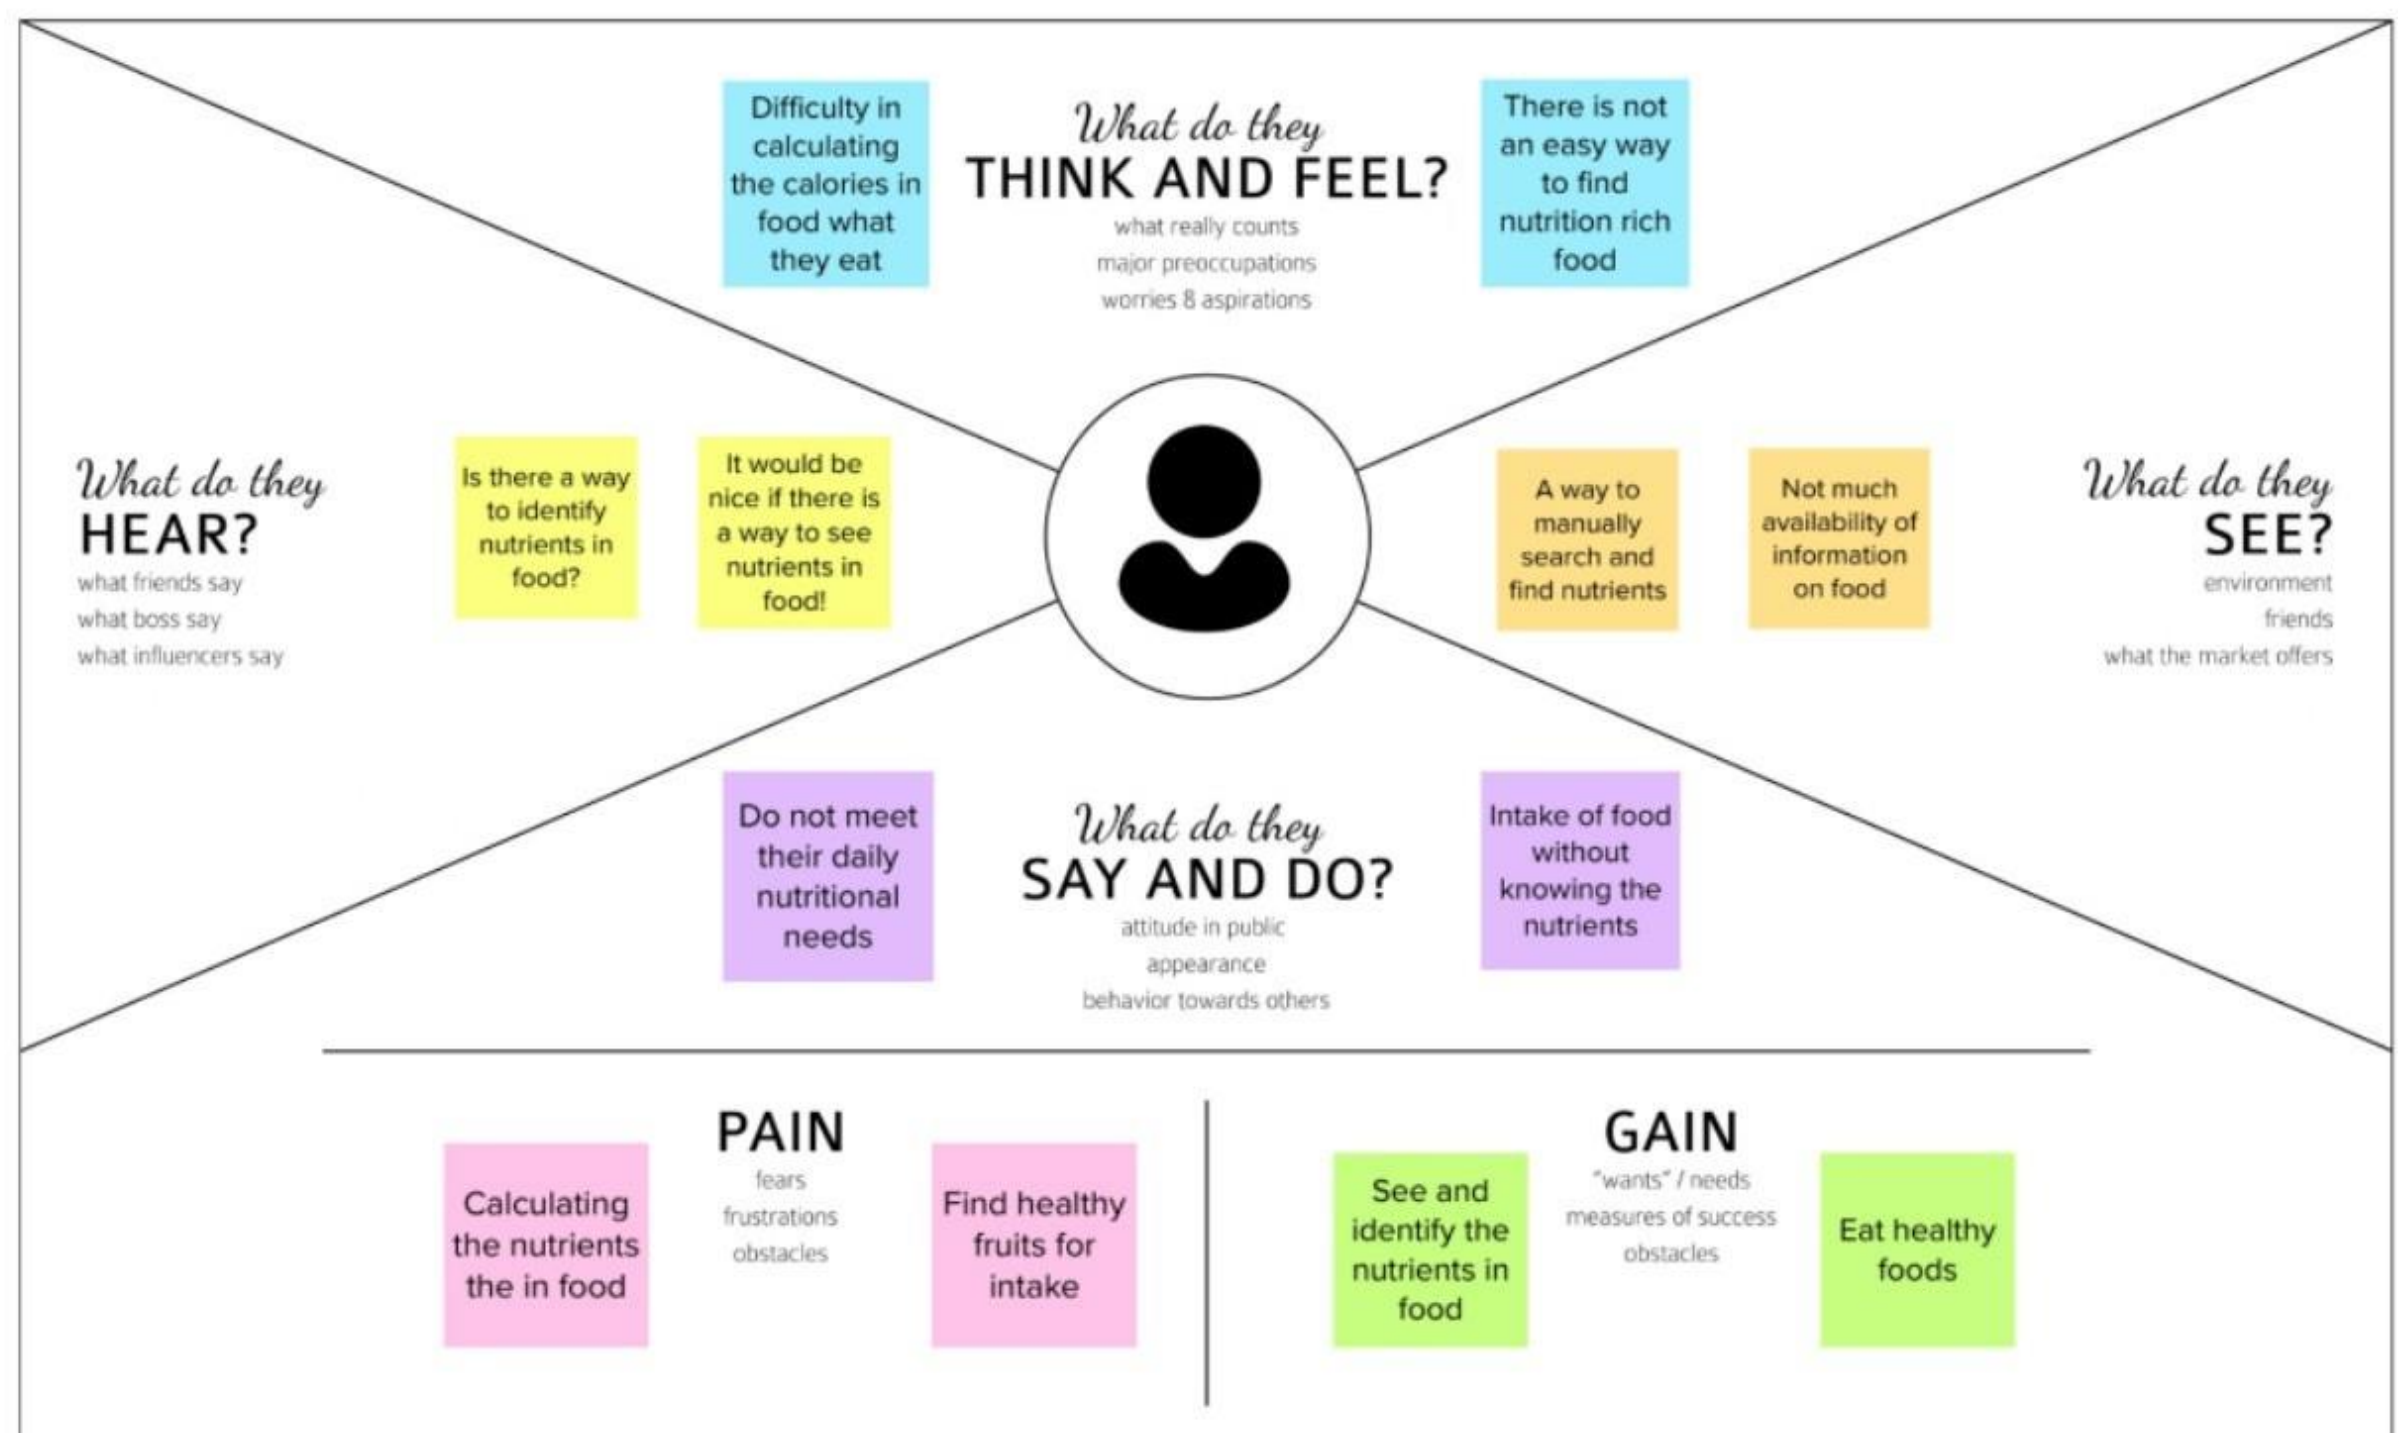 Difficulty in
calculating
the calories in
food what
they eat
What do they
THINK AND FEEL?
what really counts
major preoccupations
worries 8 aspirations
There is not
an easy way
to find
nutrition rich
food
What do they
HEAR?
what friends say
what boss say
what influencers say
Is there a way
to identify
nutrients in
food?
It would be
nice if there is
a way to see
nutrients in
food!
A way to
manually
search and
find nutrients
Not much
availability of
information
on food
What do they
SEE?
environment
friends
what the market offers
Do not meet
their daily
nutritional
needs
What do they
SAY AND DO?
attitude in public
appearance
behavior towards others
Intake of food
without
knowing the
nutrients
Calculating
the nutrients
the in food
PAIN
fears
frustrations
obstacles
Find healthy
fruits for
intake
See and
identify the
nutrients in
food
GAIN
"wants" / needs
measures of success
obstacles
Eat healthy
foods